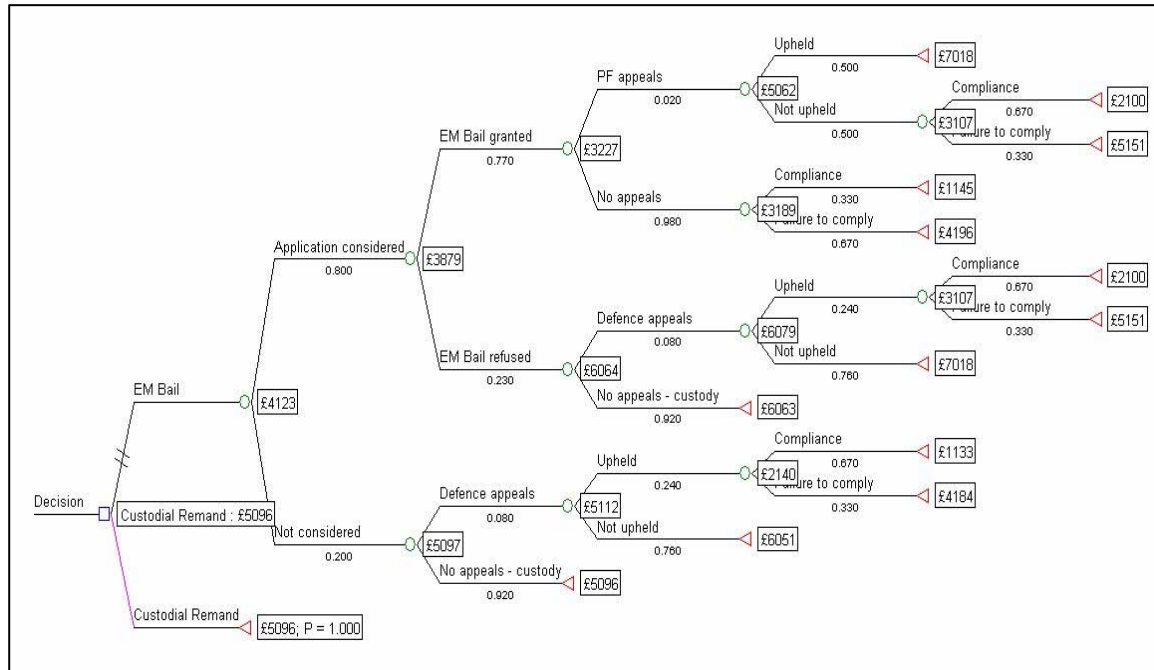 Upheld
0.500
£7018
PF appeals
0.020
£5062
Compliance
0.670
£2100
Not upheld
0.500
£3107
Failure to comply
0.330
£5151
EM Bail granted
0.770
£3227
Compliance
0.330
£1145
No appeals
0.980
£3189
Failure to comply
0.670
£4196
Application considered
0.800
£3879
Compliance
0.670
£2100
Upheld
0.240
£3107
Failure to comply
0.330
£5151
Defence appeals
0.080
£6079
EM Bail refused
0.230
£6064
Not upheld
0.760
£7018
No appeals - custody
0.920
£6063
EM Bail
£4123
Compliance
0.670
£1133
Upheld
0.240
£2140
Failure to comply
0.330
£4184
Defence appeals
0.080
£5112
Decision
Custodial Remand : £5096
Not considered
0.200
£5097
Not upheld
0.760
£6051
No appeals - custody
0.920
£5096
Custodial Remand
£5096; P = 1.000